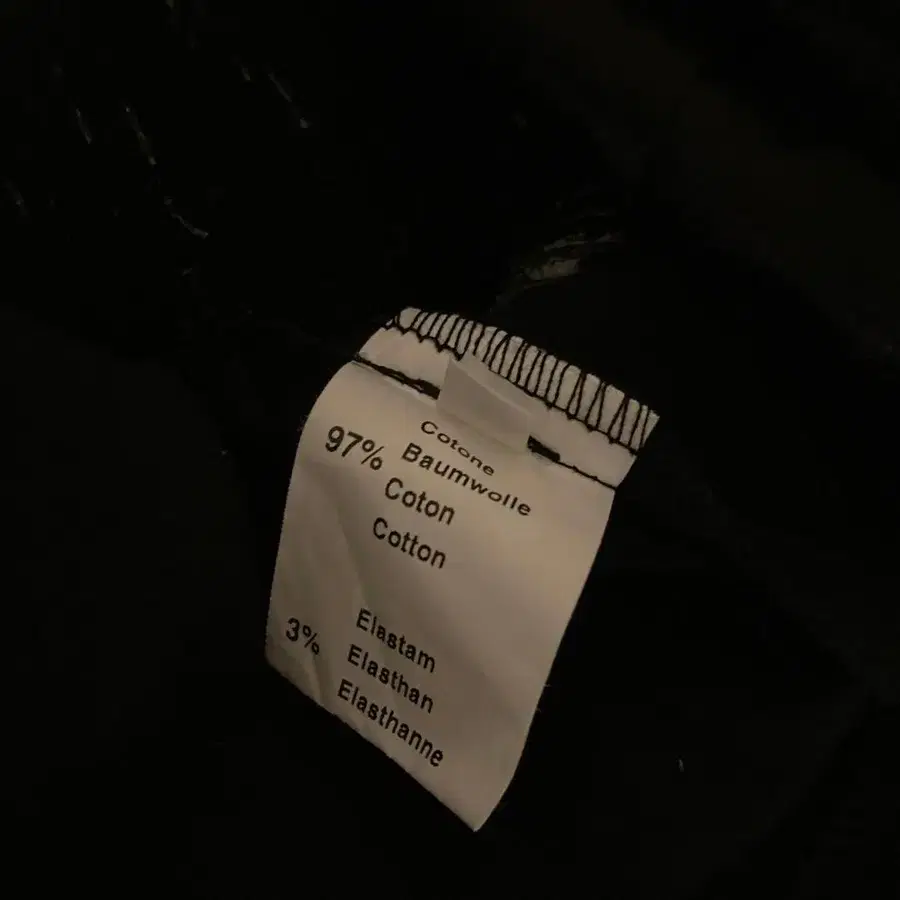 Cotone
97% Baumwolle
Coton
Cotton
Elastam
3% Elasthan
Elasthanne